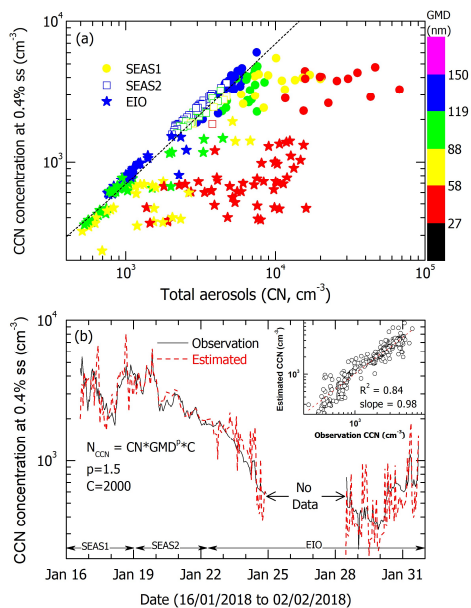 (a)
SEAS1
SEAS2
EIO
CCN concentration at 0.4% ss (cm⁻³)
10⁴
10³
10³
10⁴
10⁵
Total aerosols (CN, cm⁻³)
GMD
(nm)
150
119
88
58
27
(b)
Observation
Estimated
CCN concentration at 0.4% ss (cm⁻³)
10⁴
10³
N_CCN = CN*GMDᵖ*C
p=1.5
C=2000
No
Data
SEAS1
SEAS2
EIO
Estimated CCN (cm⁻³)
10³
10³
R² = 0.84
slope = 0.98
Observation CCN (cm⁻³)
Jan 16
Jan 19
Jan 22
Jan 25
Jan 28
Jan 31
Date (16/01/2018 to 02/02/2018)